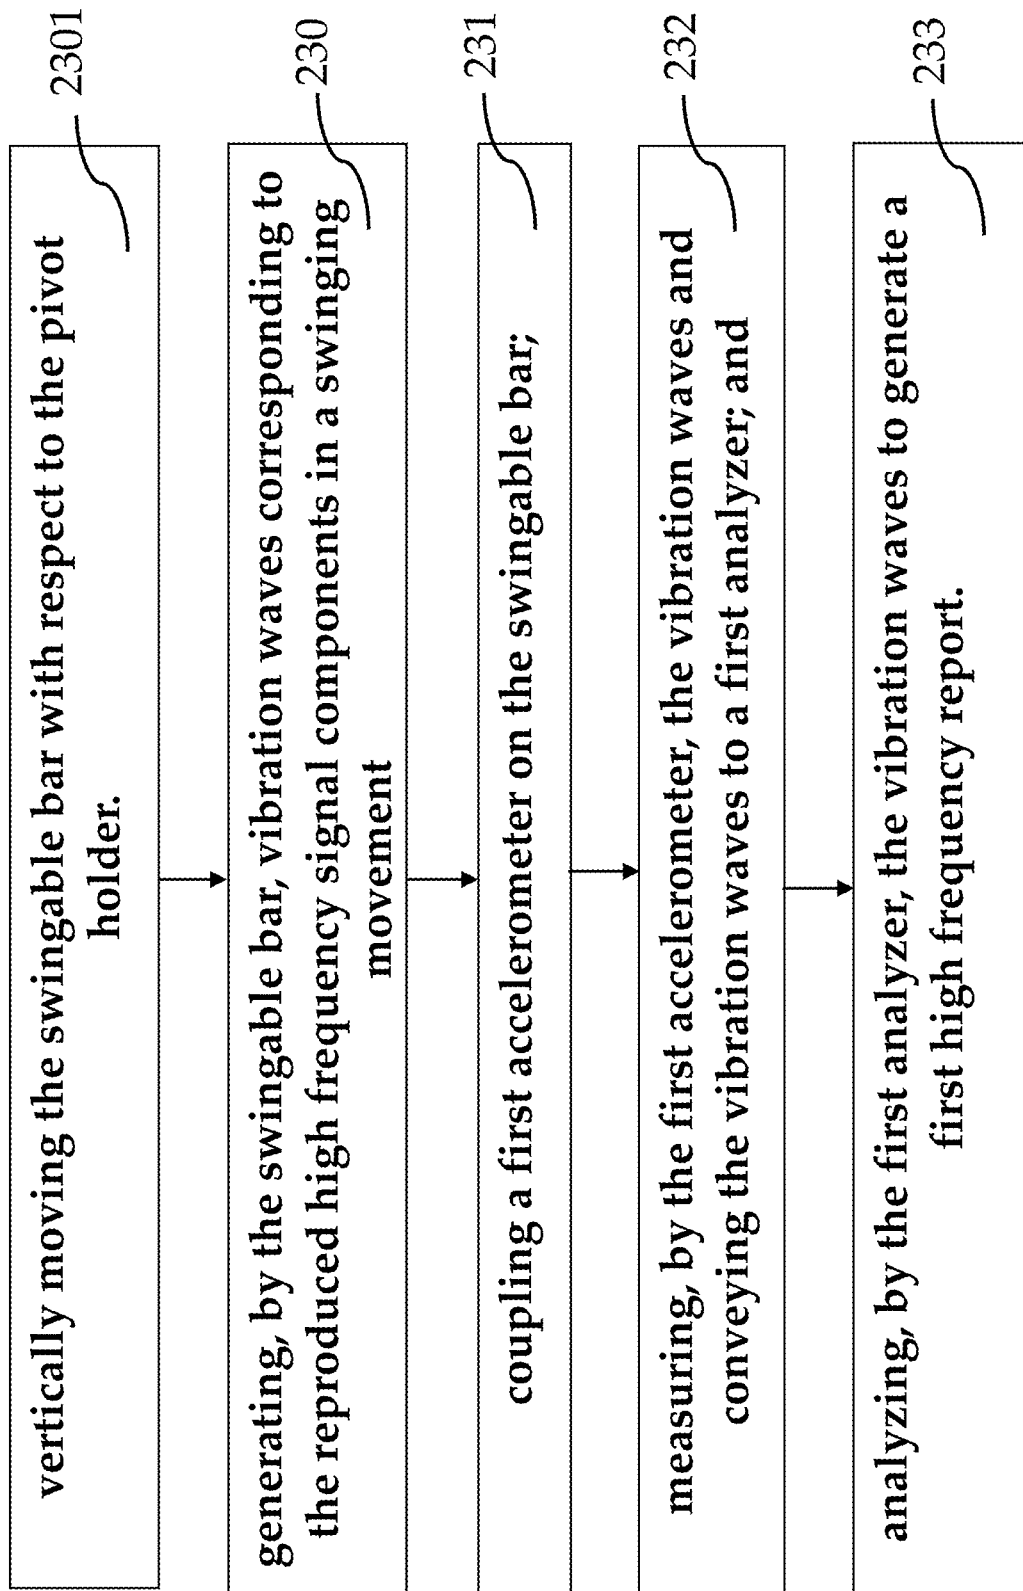 vertically moving the swingable bar with respect to the pivot
holder.
2301
generating, by the swingable bar, vibration waves corresponding to
the reproduced high frequency signal components in a swinging
movement
230
coupling a first accelerometer on the swingable bar;
231
measuring, by the first accelerometer, the vibration waves and
conveying the vibration waves to a first analyzer; and
232
analyzing, by the first analyzer, the vibration waves to generate a
first high frequency report.
233